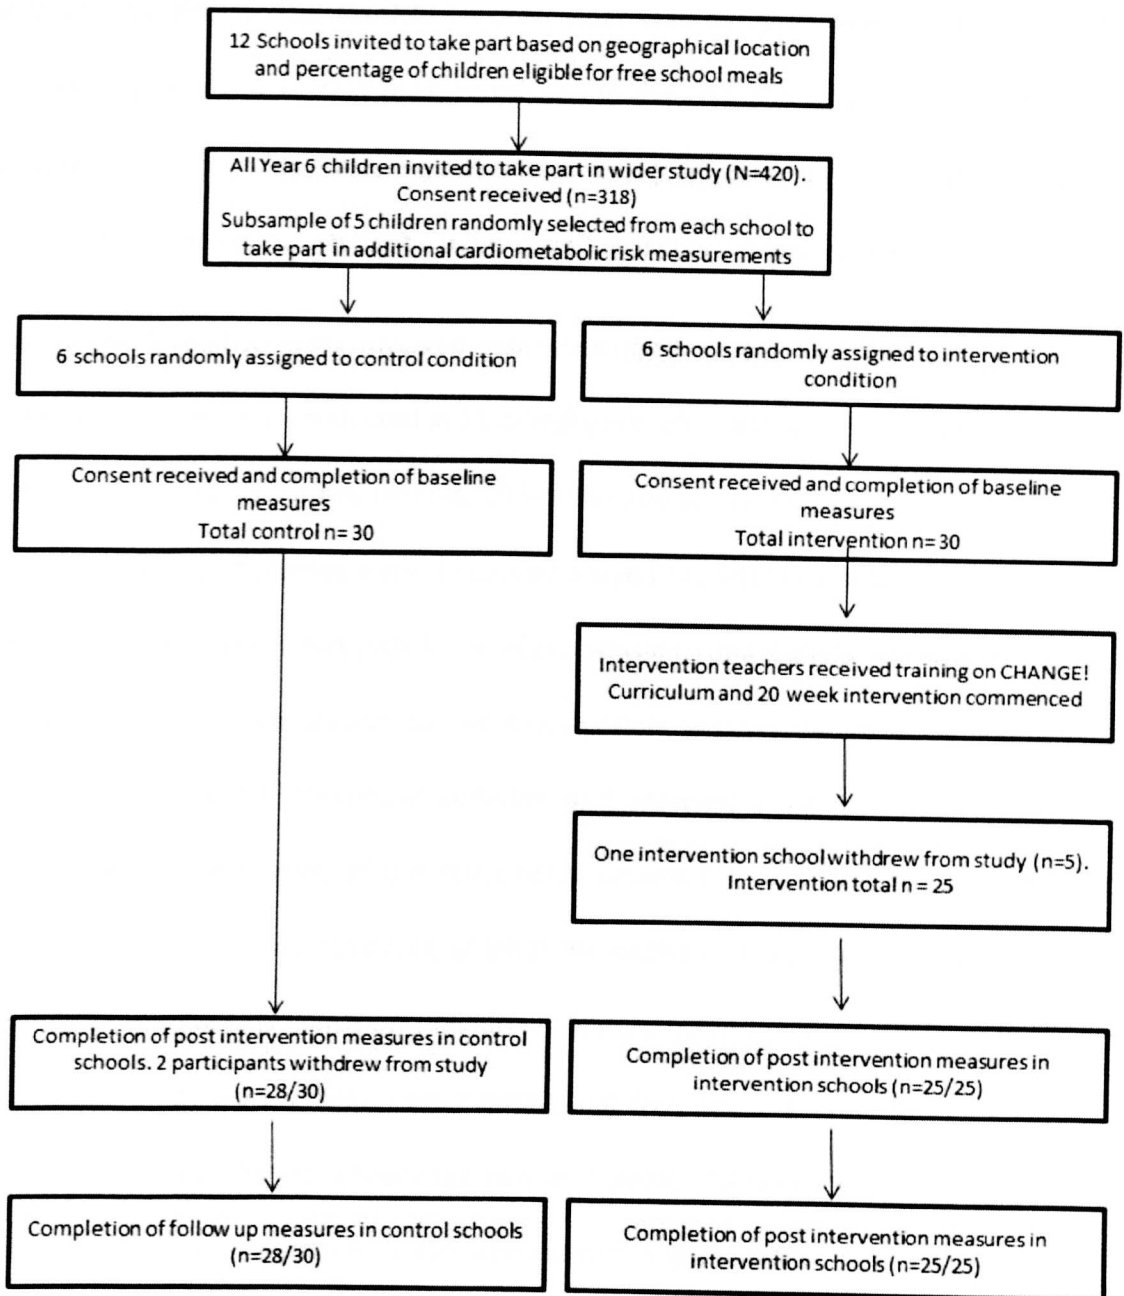 12 Schools invited to take part based on geographical location
and percentage of children eligible for free school meals
All Year 6 children invited to take part in wider study (N=420).
Consent received (n=318)
Subsample of 5 children randomly selected from each school to
take part in additional cardiometabolic risk measurements
6 schools randomly assigned to control condition
6 schools randomly assigned to intervention
condition
Consent received and completion of baseline
measures
Total control n= 30
Consent received and completion of baseline
measures
Total intervention n= 30
Intervention teachers received training on CHANGE!
Curriculum and 20 week intervention commenced
One intervention school withdrew from study (n=5).
Intervention total n = 25
Completion of post intervention measures in control
schools. 2 participants withdrew from study
(n=28/30)
Completion of post intervention measures in
intervention schools (n=25/25)
Completion of follow up measures in control schools
(n=28/30)
Completion of post intervention measures in
intervention schools (n=25/25)